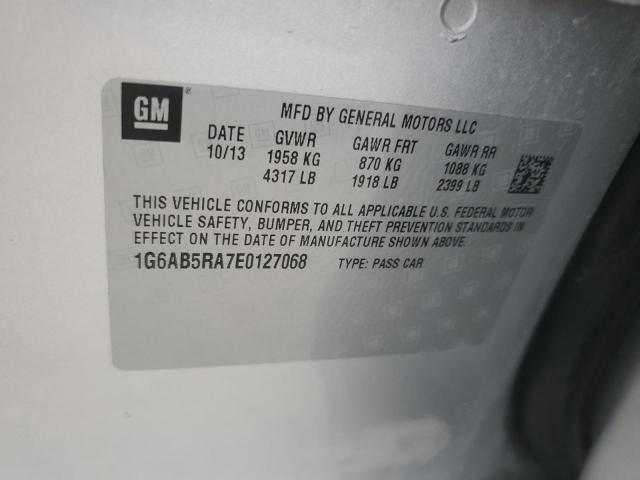 GM ®
MFD BY GENERAL MOTORS LLC
DATE GVWR GAWR FRT GAWR RR
10/13 1958 KG 870 KG 1088 KG
4317 LB 1918 LB 2399 LB
THIS VEHICLE CONFORMS TO ALL APPLICABLE U.S. FEDERAL MOTOR
VEHICLE SAFETY, BUMPER, AND THEFT PREVENTION STANDARDS IN
EFFECT ON THE DATE OF MANUFACTURE SHOWN ABOVE.
1G6AB5RA7E0127068 TYPE: PASS CAR